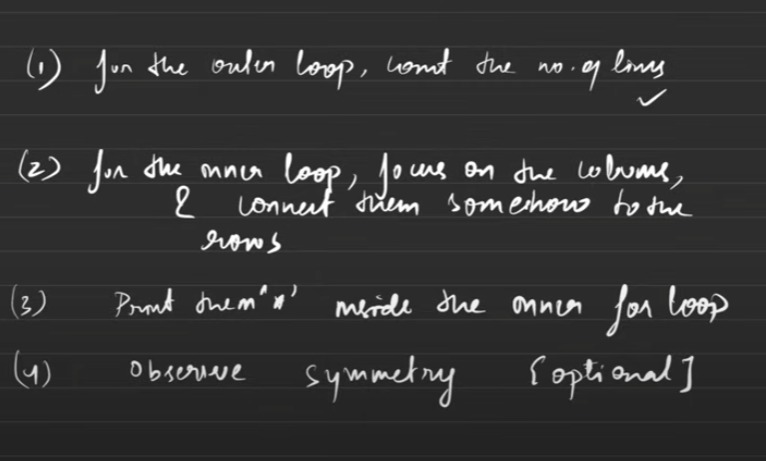 (1) for the outer loop, count the no. of lines
(2) for the inner loop, focus on the columns,
& connect them somehow to the
rows
(3) Print them '*' inside the inner for loop
(4) Observe symmetry [optional]